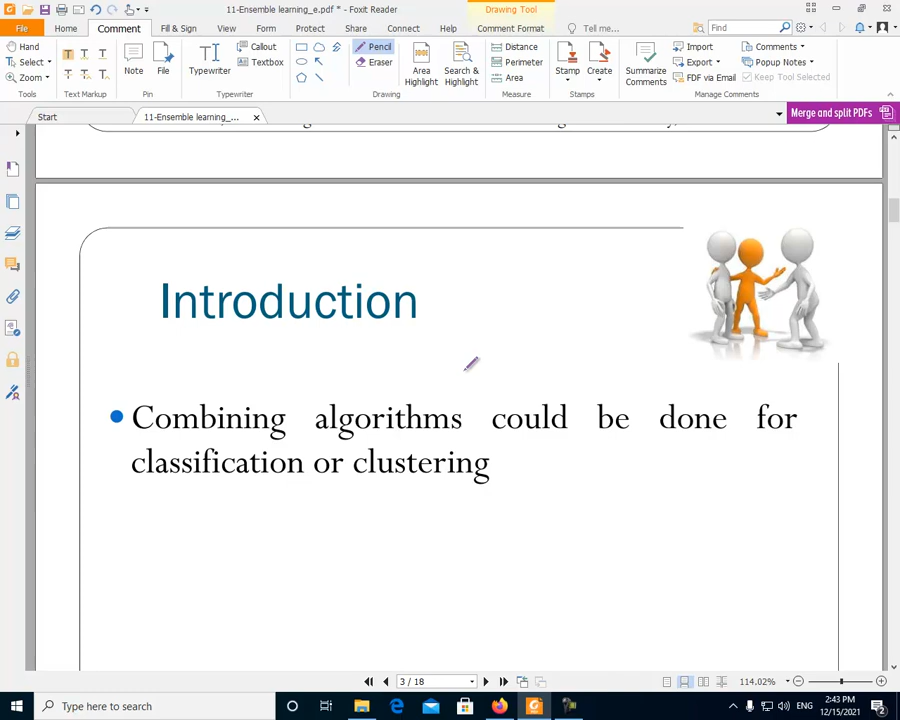 11-Ensemble learning_e.pdf * - Foxit Reader
Drawing Tool
File Home Comment Fill & Sign View Form Protect Share Connect Help Comment Format Tell me... Find
Hand
Select
Zoom
Tools
T T T
T T T
Text Markup
Note
File
Pin
Typewriter
Callout
Textbox
Typewriter
Pencil
Eraser
Area
Highlight
Search &
Highlight
Drawing
Distance
Perimeter
Area
Measure
Stamp
Create
Stamps
Summarize
Comments
Import
Export
FDF via Email
Comments
Popup Notes
Keep Tool Selected
Manage Comments
Start
11-Ensemble learning_...
Merge and split PDFs
Introduction
Combining algorithms could be done for
classification or clustering
3 / 18
114.02%
Type here to search
2:43 PM
12/15/2021
2